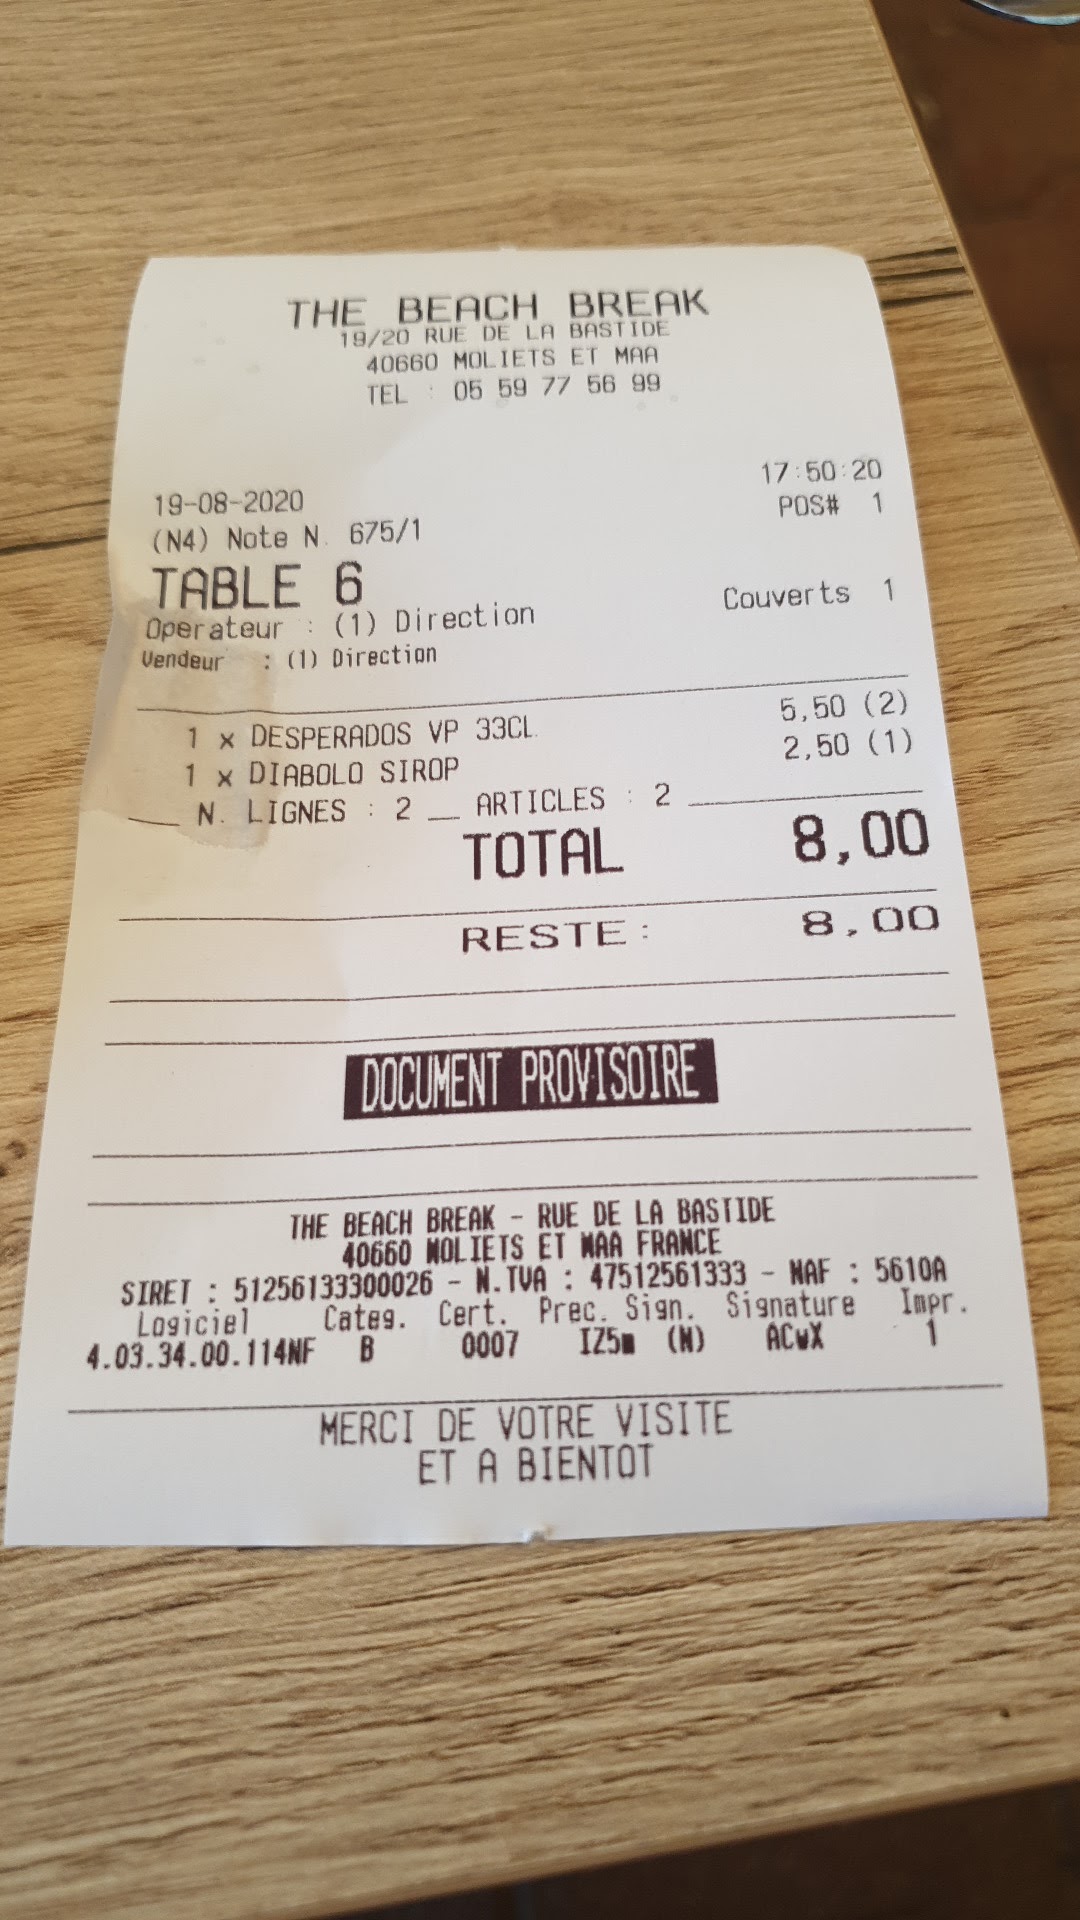 THE BEACH BREAK
19/20 RUE DE LA BASTIDE
40660 MOLIETS ET MAA
TEL : 05 59 77 56 99
19-08-2020 17:50:20
(N4) Note N. 675/1 POS# 1
TABLE 6
Operateur : (1) Direction Couverts 1
Vendeur : (1) Direction
1 x DESPERADOS VP 33CL. 5,50 (2)
1 x DIABOLO SIROP 2,50 (1)
N. LIGNES : 2 __ ARTICLES : 2
TOTAL 8,00
RESTE : 8,00
DOCUMENT PROVISOIRE
THE BEACH BREAK - RUE DE LA BASTIDE
40660 MOLIETS ET MAA FRANCE
SIRET : 51256133300026 - N.TVA : 47512561333 - NAF : 5610A
Logiciel Categ. Cert. Prec. Sign. Signature Impr.
4.03.34.00.114NF B 0007 IZ5m (N) ACwX 1
MERCI DE VOTRE VISITE
ET A BIENTOT